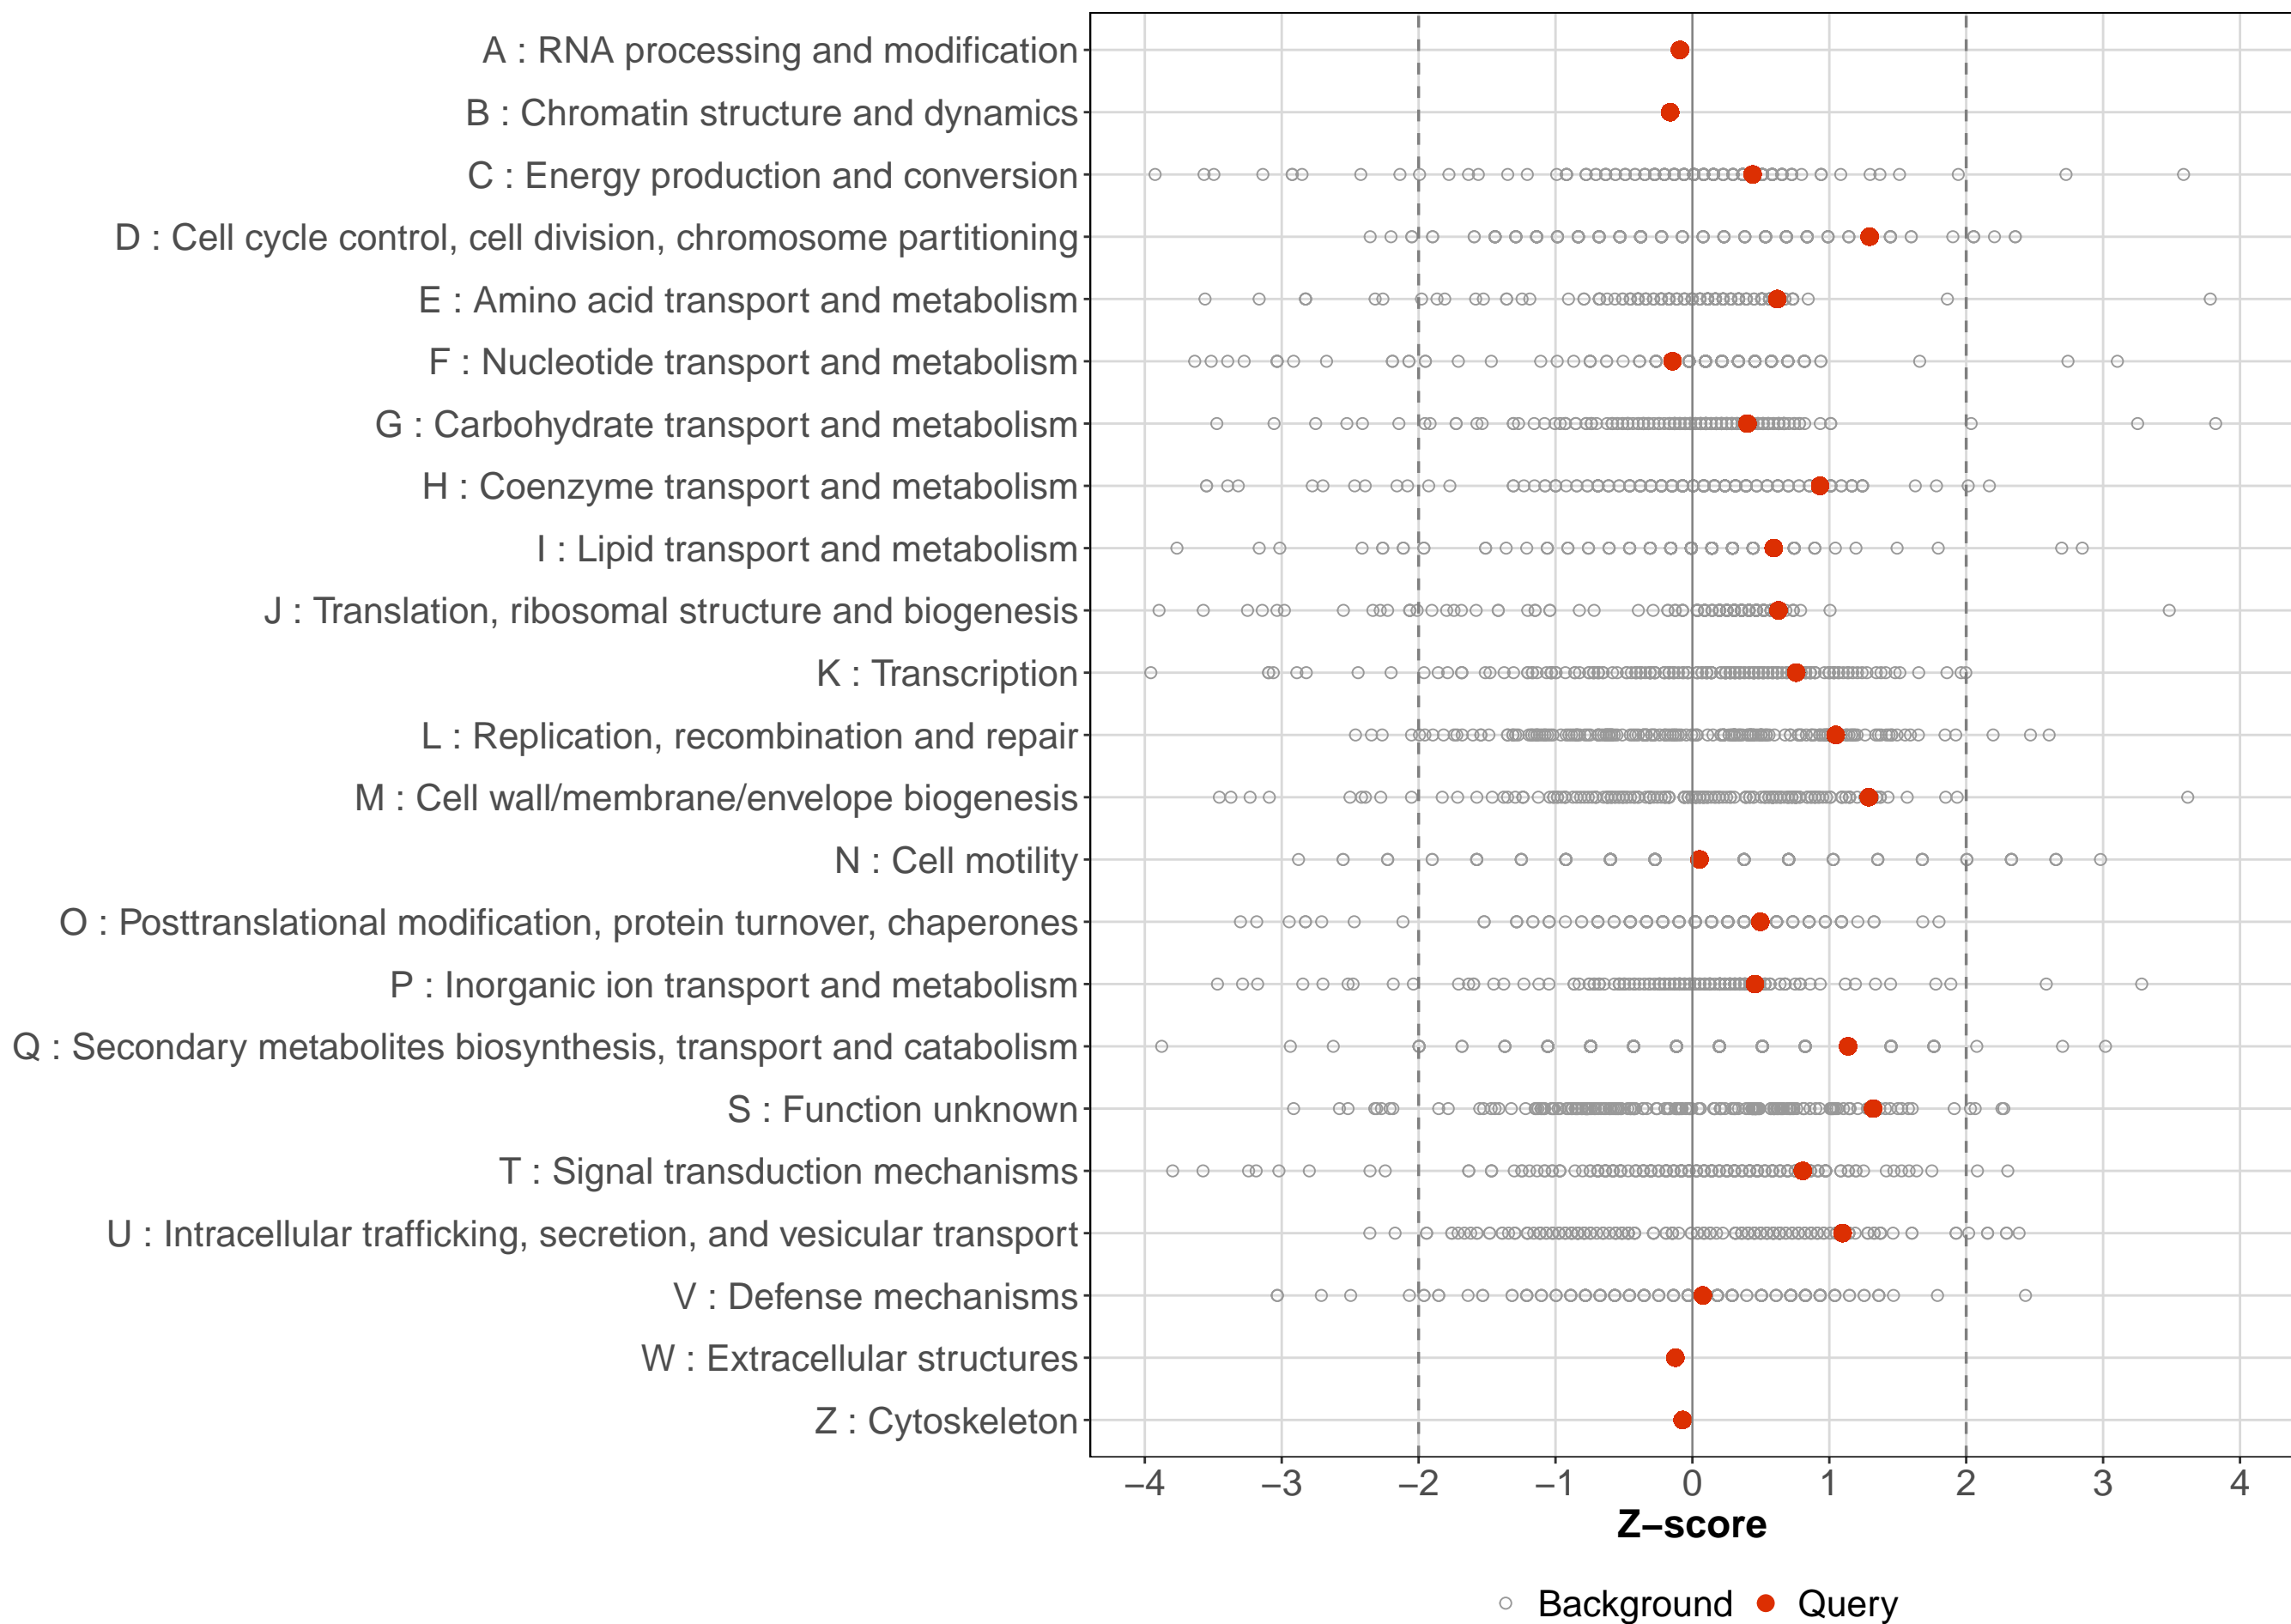 A : RNA processing and modification
B : Chromatin structure and dynamics
C : Energy production and conversion
D : Cell cycle control, cell division, chromosome partitioning
E : Amino acid transport and metabolism
F : Nucleotide transport and metabolism
G : Carbohydrate transport and metabolism
H : Coenzyme transport and metabolism
I : Lipid transport and metabolism
J : Translation, ribosomal structure and biogenesis
K : Transcription
L : Replication, recombination and repair
M : Cell wall/membrane/envelope biogenesis
N : Cell motility
O : Posttranslational modification, protein turnover, chaperones
P : Inorganic ion transport and metabolism
Q : Secondary metabolites biosynthesis, transport and catabolism
S : Function unknown
T : Signal transduction mechanisms
U : Intracellular trafficking, secretion, and vesicular transport
V : Defense mechanisms
W : Extracellular structures
Z : Cytoskeleton
−4 −3 −2 −1 0 1 2 3 4
Z−score
Background Query